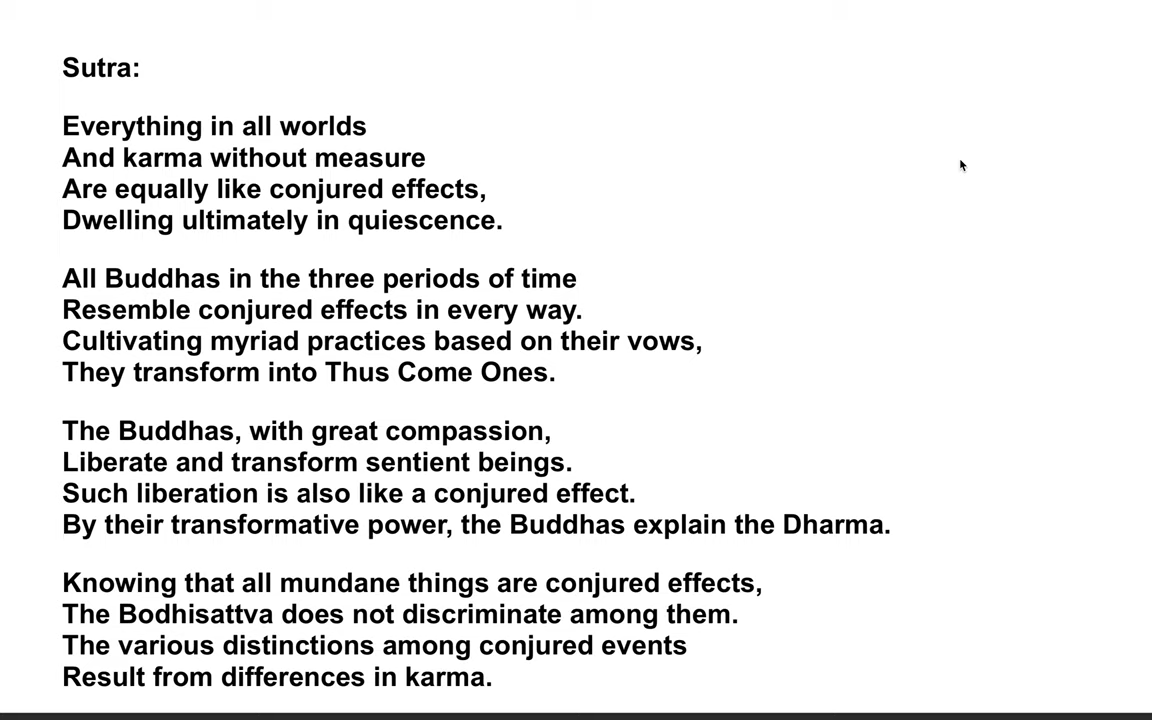 Sutra:
Everything in all worlds
And karma without measure
Are equally like conjured effects,
Dwelling ultimately in quiescence.
All Buddhas in the three periods of time
Resemble conjured effects in every way.
Cultivating myriad practices based on their vows,
They transform into Thus Come Ones.
The Buddhas, with great compassion,
Liberate and transform sentient beings.
Such liberation is also like a conjured effect.
By their transformative power, the Buddhas explain the Dharma.
Knowing that all mundane things are conjured effects,
The Bodhisattva does not discriminate among them.
The various distinctions among conjured events
Result from differences in karma.